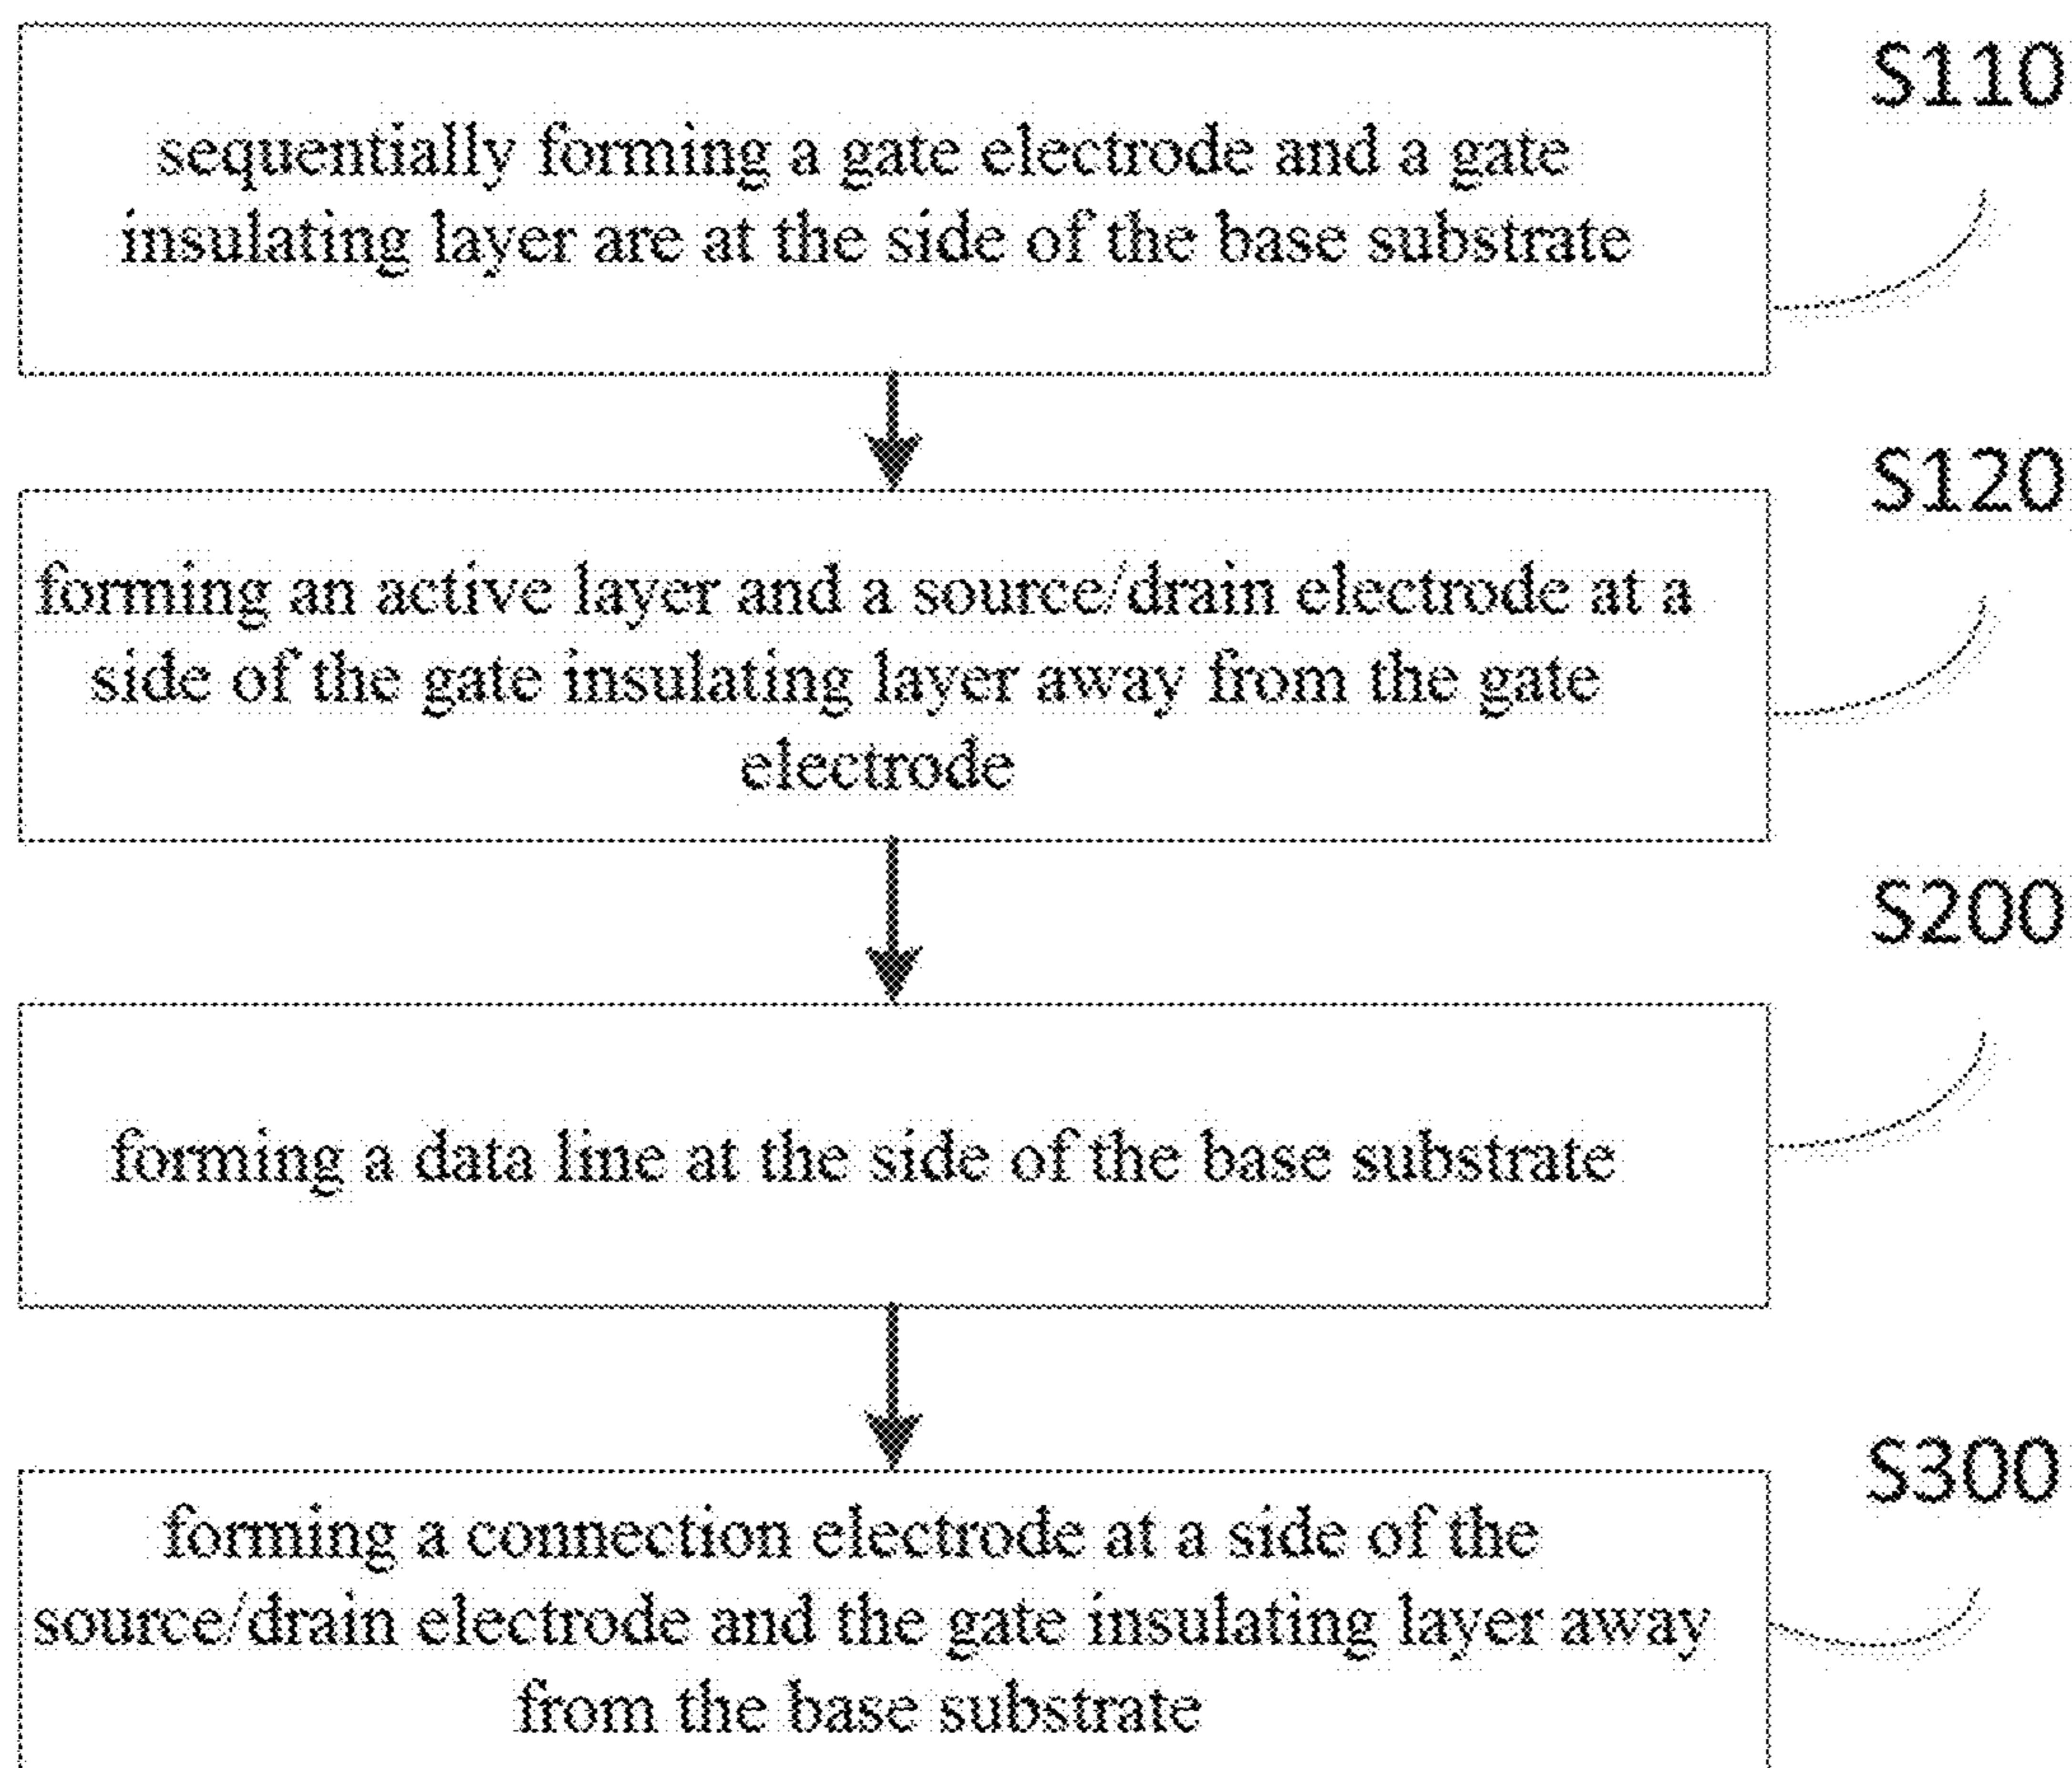 S110
sequentially forming a gate electrode and a gate
insulating layer are at the side of the base substrate
S120
forming an active layer and a source/drain electrode at a
side of the gate insulating layer away from the gate
electrode
S200
forming a data line at the side of the base substrate
S300
forming a connection electrode at a side of the
source/drain electrode and the gate insulating layer away
from the base substrate